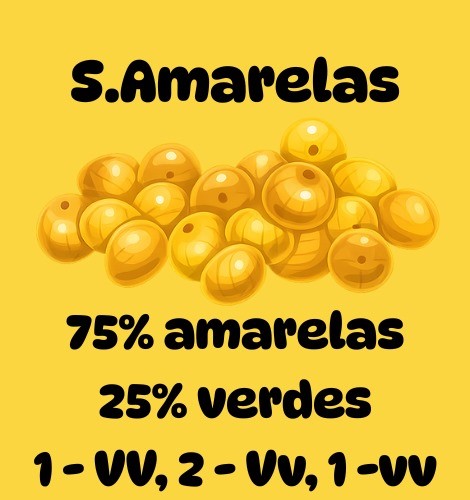 S.Amarelas
75% amarelas
25% verdes
1 - VV, 2 - Vv, 1 -vv